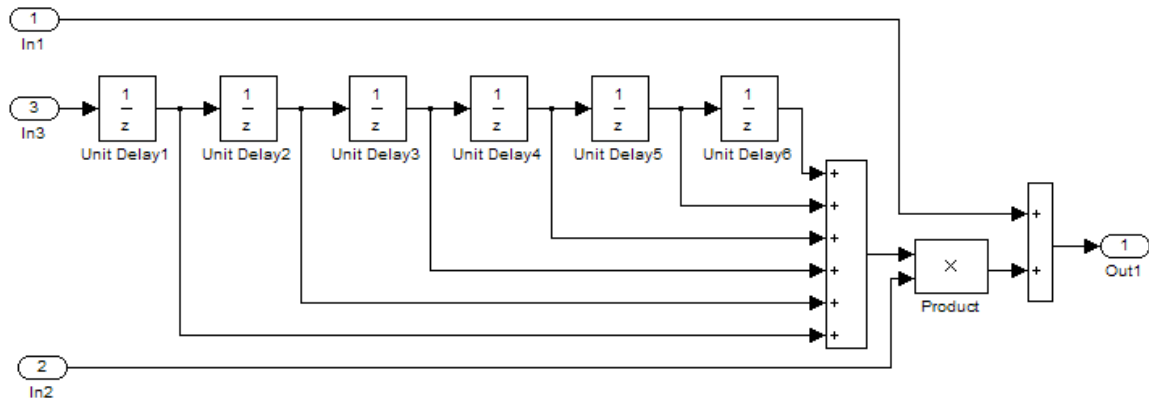 1
In1
3
In3
1
z
Unit Delay1
1
z
Unit Delay2
1
z
Unit Delay3
1
z
Unit Delay4
1
z
Unit Delay5
1
z
Unit Delay6
+
+
+
+
+
+
×
Product
+
+
1
Out1
2
In2